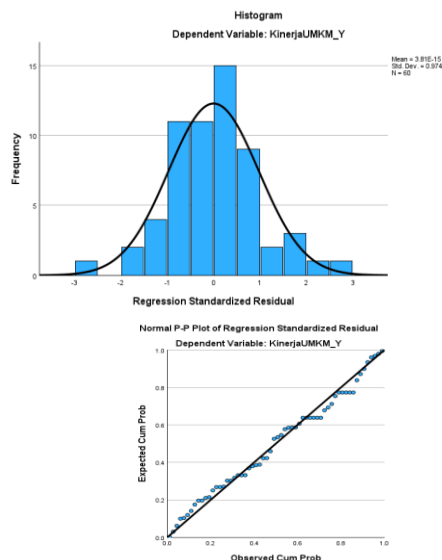 Histogram
Dependent Variable: KinerjaUMKM_Y
Mean = 3.81E-15
Std. Dev. = 0.974
N = 60
15
10
5
0
Frequency
-3 -2 -1 0 1 2 3
Regression Standardized Residual
Normal P-P Plot of Regression Standardized Residual
Dependent Variable: KinerjaUMKM_Y
1.0
0.8
0.6
0.4
0.2
0.0
Expected Cum Prob
0.0 0.2 0.4 0.6 0.8 1.0
Observed Cum Prob